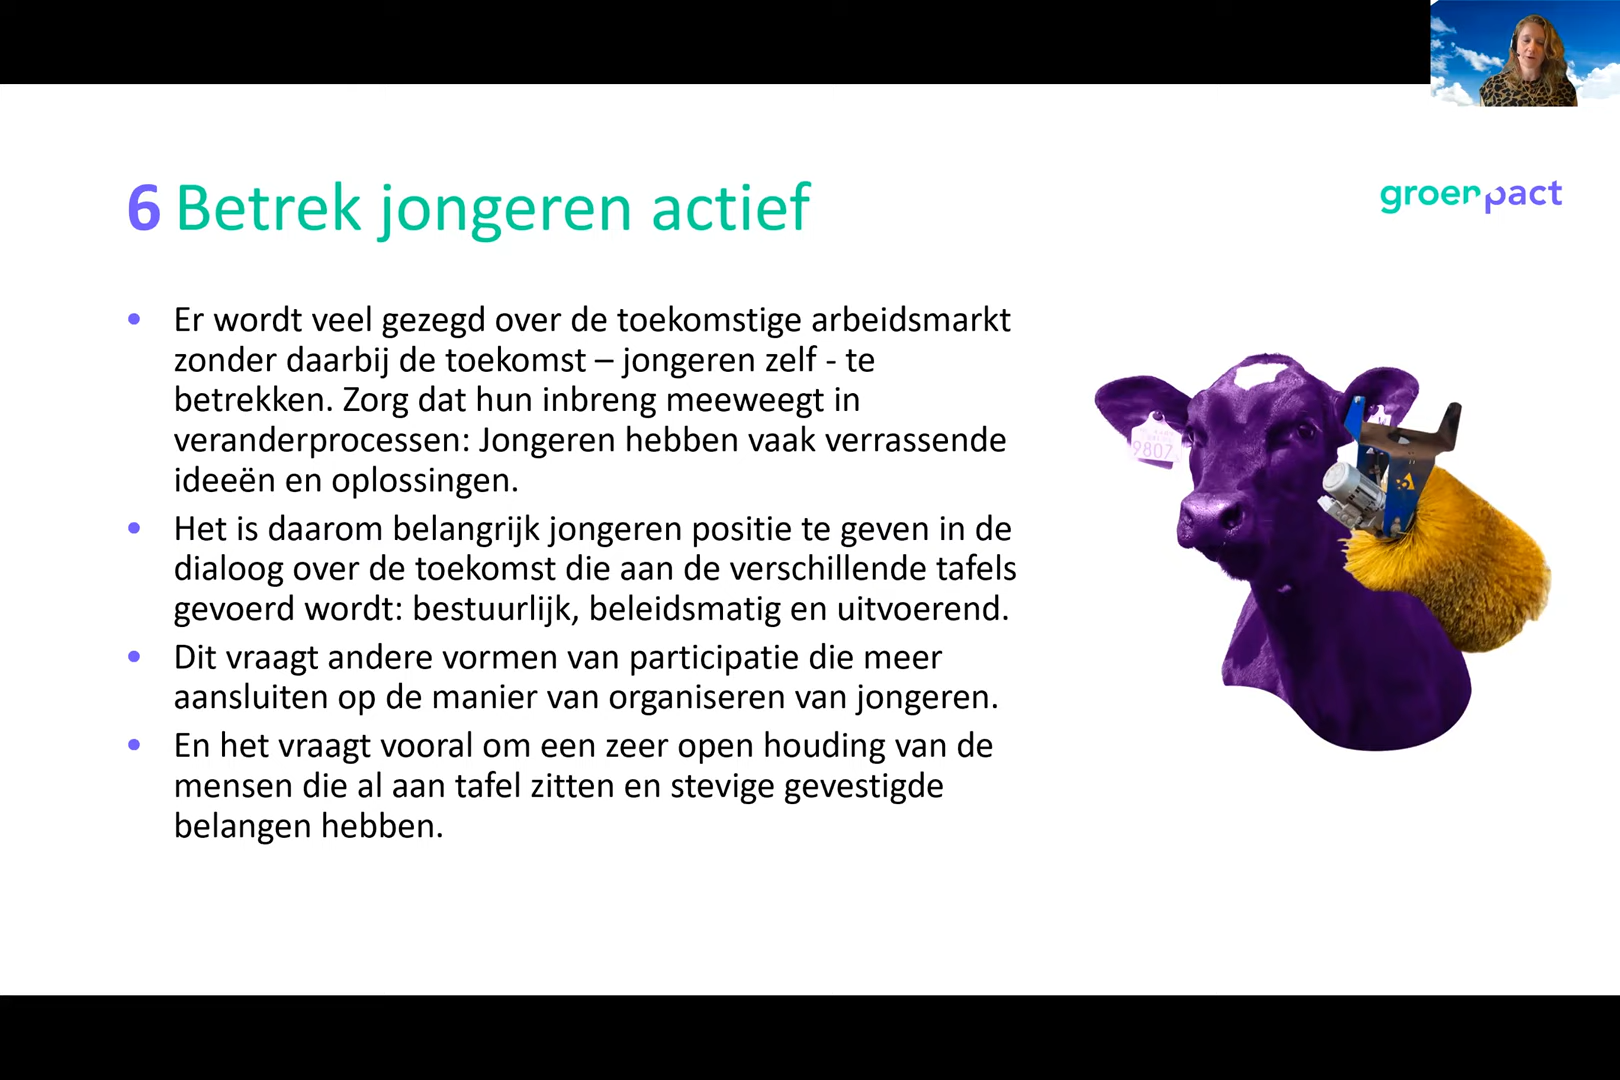 6 Betrek jongeren actief
groenpact
• Er wordt veel gezegd over de toekomstige arbeidsmarkt
zonder daarbij de toekomst – jongeren zelf - te
betrekken. Zorg dat hun inbreng meeweegt in
veranderprocessen: Jongeren hebben vaak verrassende
ideeën en oplossingen.
• Het is daarom belangrijk jongeren positie te geven in de
dialoog over de toekomst die aan de verschillende tafels
gevoerd wordt: bestuurlijk, beleidsmatig en uitvoerend.
• Dit vraagt andere vormen van participatie die meer
aansluiten op de manier van organiseren van jongeren.
• En het vraagt vooral om een zeer open houding van de
mensen die al aan tafel zitten en stevige gevestigde
belangen hebben.
9807